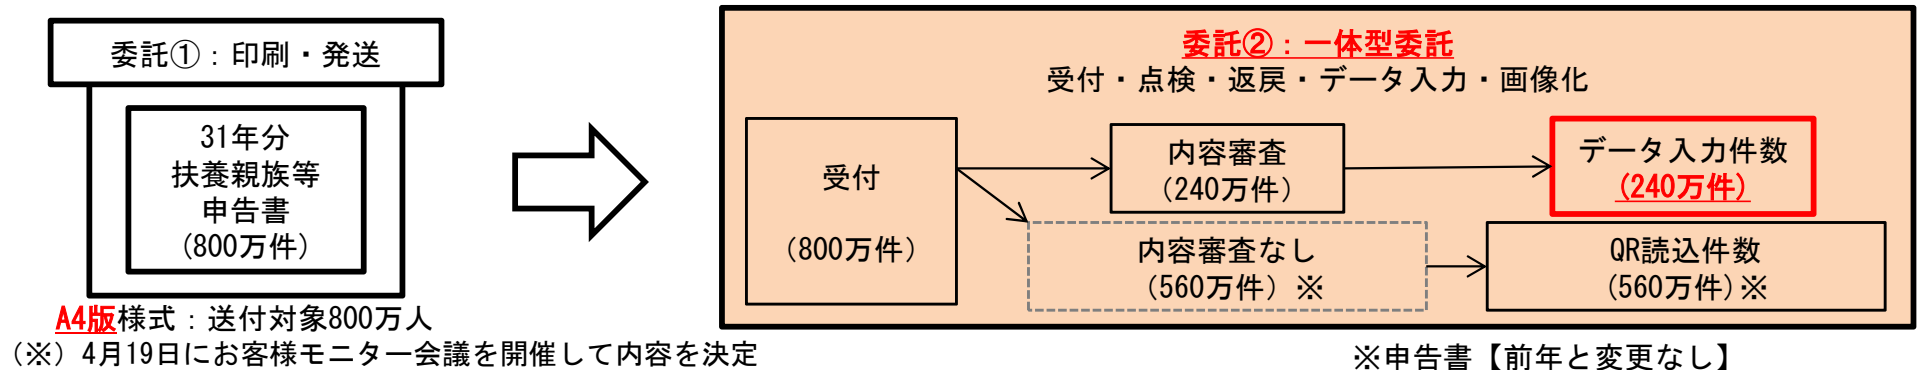 委託①：印刷・発送
31年分
扶養親族等
申告書
(800万件)
A4版様式：送付対象800万人
(※) 4月19日にお客様モニター会議を開催して内容を決定
委託②：一体型委託
受付・点検・返戻・データ入力・画像化
受付
(800万件)
内容審査
(240万件)
データ入力件数
(240万件)
内容審査なし
(560万件) ※
QR読込件数
(560万件)※
※申告書【前年と変更なし】